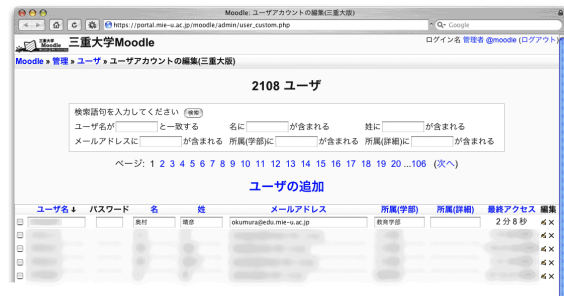 Moodle: ユーザアカウントの編集(三重大版)
https://portal.mie-u.ac.jp/moodle/admin/user_custom.php
Google
三重大学 Moodle 三重大学Moodle
ログイン名 管理者 @moodle (ログアウト)
Moodle » 管理 » ユーザ » ユーザアカウントの編集(三重大版)
2108 ユーザ
検索語句を入力してください 検索
ユーザ名が と一致する 名に が含まれる 姓に が含まれる
メールアドレスに が含まれる 所属(学部)に が含まれる 所属(詳細)に が含まれる
ページ: 1 2 3 4 5 6 7 8 9 10 11 12 13 14 15 16 17 18 19 20 ...106 (次へ)
ユーザの追加
ユーザ名↓ パスワード 名 姓 メールアドレス 所属(学部) 所属(詳細) 最終アクセス 編集
奥村 晴彦 okumura@edu.mie-u.ac.jp 教育学部 2 分 8 秒